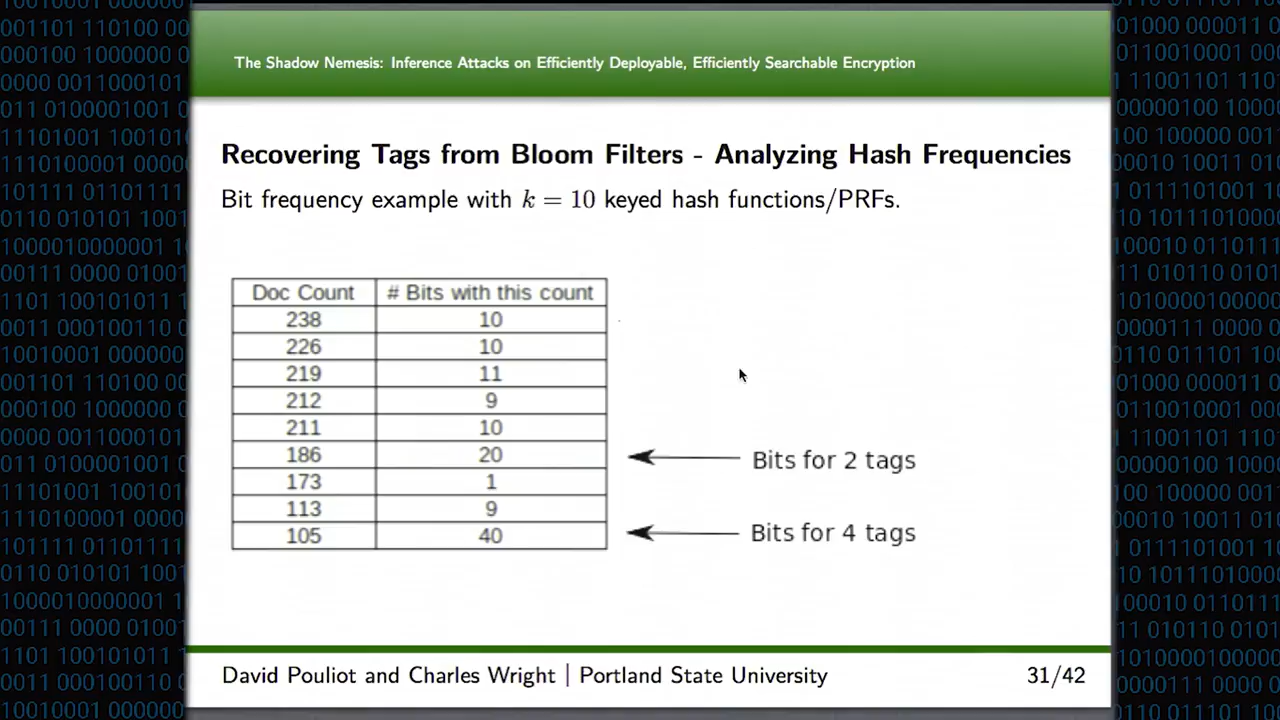 The Shadow Nemesis: Inference Attacks on Efficiently Deployable, Efficiently Searchable Encryption
Recovering Tags from Bloom Filters - Analyzing Hash Frequencies
Bit frequency example with k = 10 keyed hash functions/PRFs.
Doc Count # Bits with this count
238 10
226 10
219 11
212 9
211 10
186 20
Bits for 2 tags
173 1
113 9
105 40
Bits for 4 tags
David Pouliot and Charles Wright | Portland State University 31/42